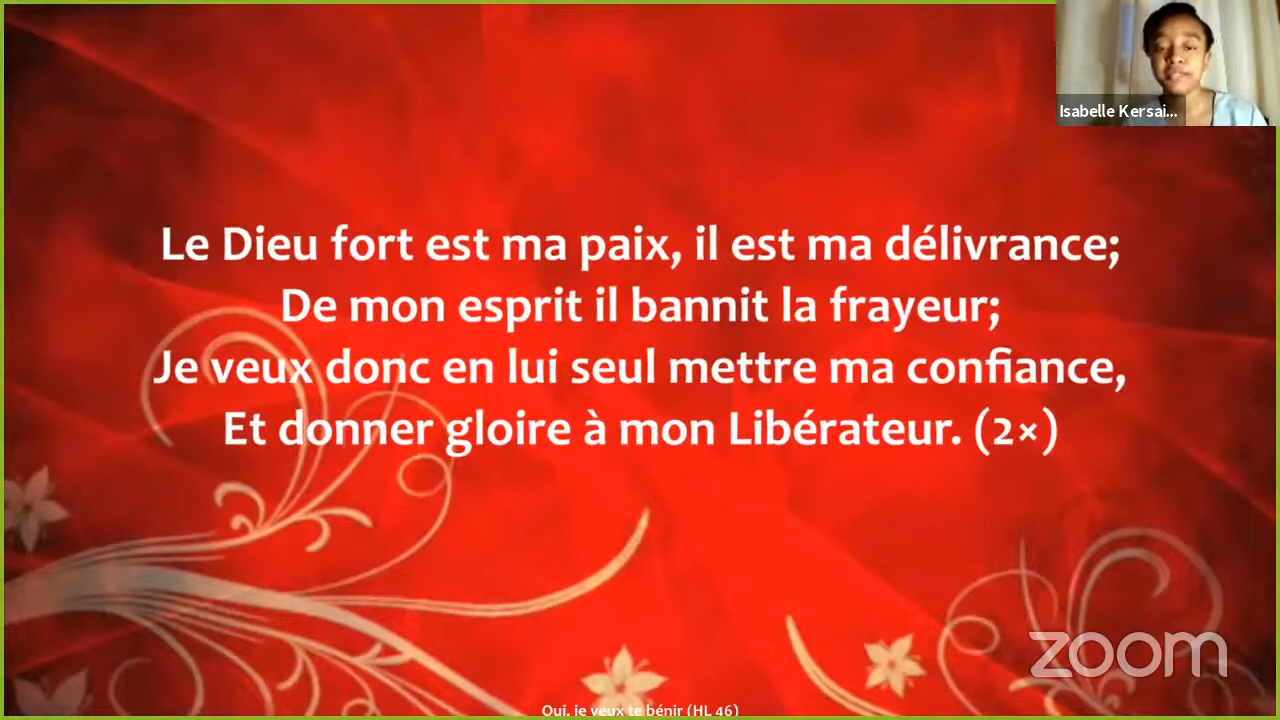 Isabelle Kersai...
Le Dieu fort est ma paix, il est ma délivrance;
De mon esprit il bannit la frayeur;
Je veux donc en lui seul mettre ma confiance,
Et donner gloire à mon Libérateur. (2×)
zoom
Oui, je veux te bénir (HL 46)